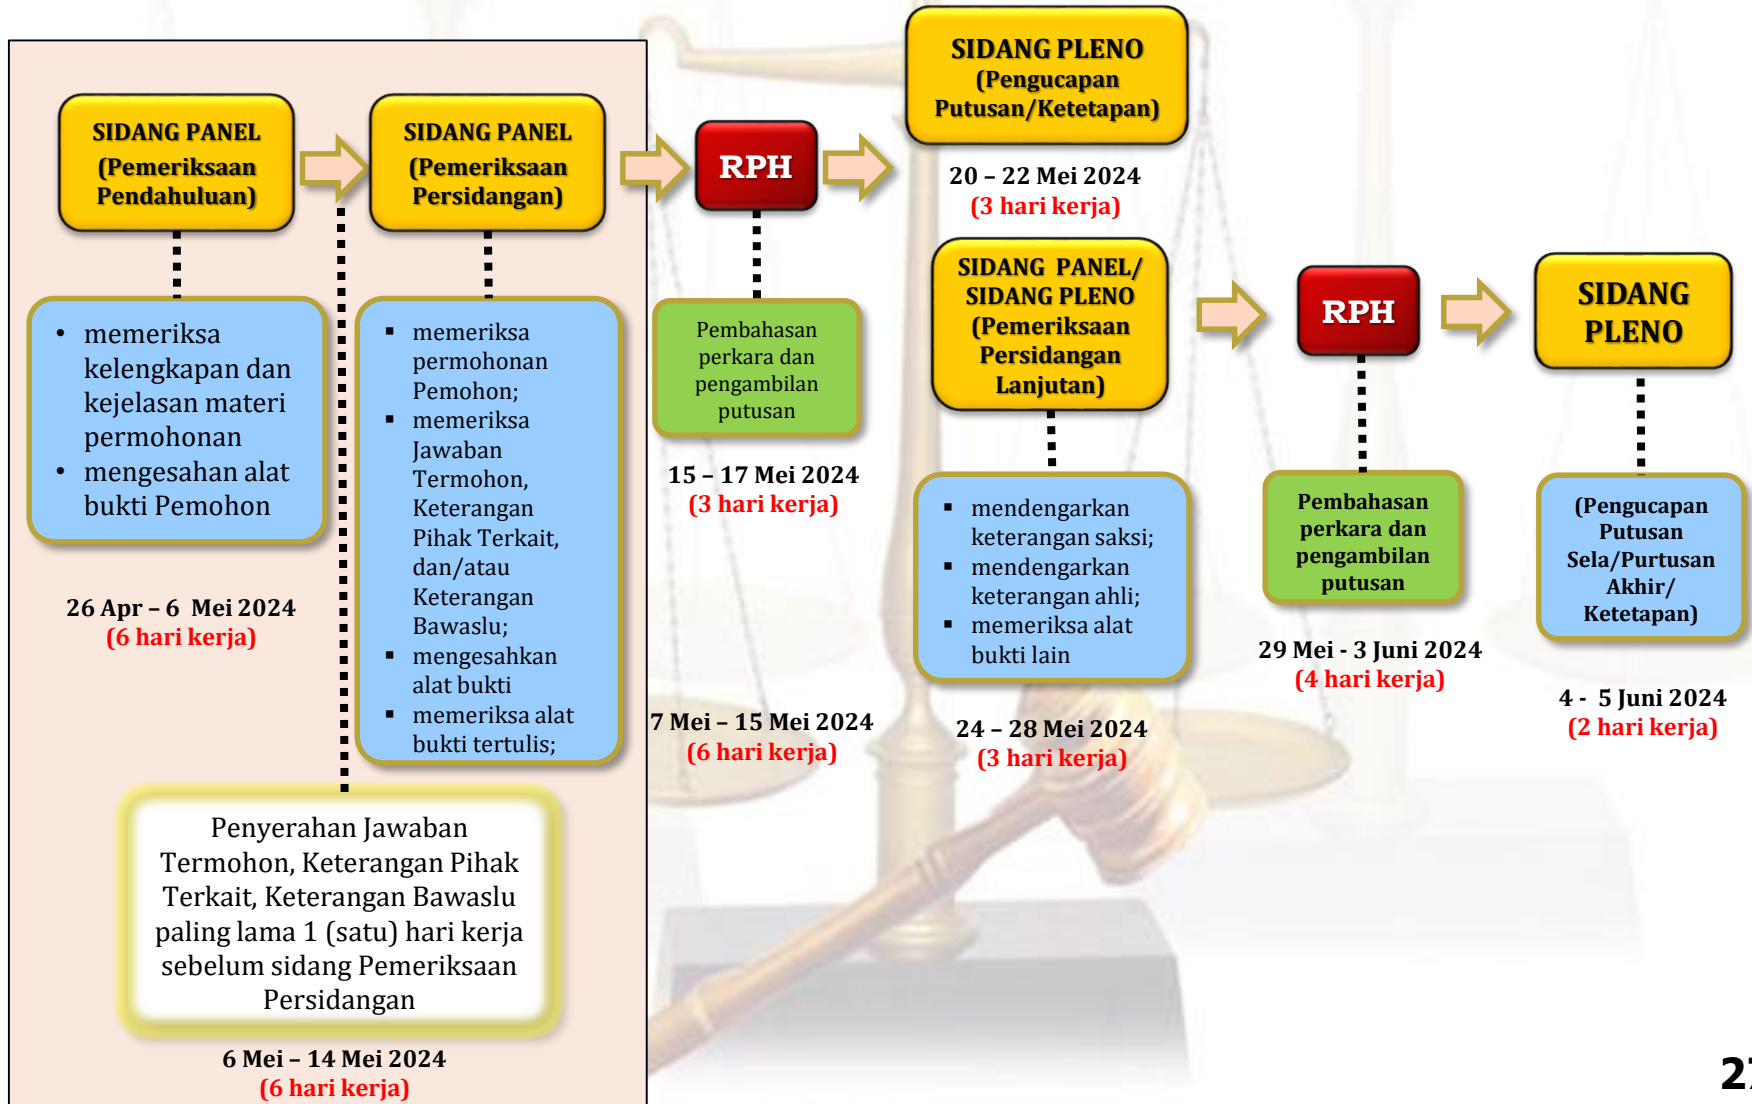 SIDANG PANEL
(Pemeriksaan
Pendahuluan)
• memeriksa
kelengkapan dan
kejelasan materi
permohonan
• mengesahan alat
bukti Pemohon
26 Apr – 6 Mei 2024
(6 hari kerja)
Penyerahan Jawaban
Termohon, Keterangan Pihak
Terkait, Keterangan Bawaslu
paling lama 1 (satu) hari kerja
sebelum sidang Pemeriksaan
Persidangan
6 Mei – 14 Mei 2024
(6 hari kerja)
SIDANG PANEL
(Pemeriksaan
Persidangan)
▪ memeriksa
permohonan
Pemohon;
▪ memeriksa
Jawaban
Termohon,
Keterangan
Pihak Terkait,
dan/atau
Keterangan
Bawaslu;
▪ mengesahkan
alat bukti
▪ memeriksa alat
bukti tertulis;
7 Mei – 15 Mei 2024
(6 hari kerja)
RPH
Pembahasan
perkara dan
pengambilan
putusan
15 – 17 Mei 2024
(3 hari kerja)
SIDANG PLENO
(Pengucapan
Putusan/Ketetapan)
20 – 22 Mei 2024
(3 hari kerja)
SIDANG PANEL/
SIDANG PLENO
(Pemeriksaan
Persidangan
Lanjutan)
▪ mendengarkan
keterangan saksi;
▪ mendengarkan
keterangan ahli;
▪ memeriksa alat
bukti lain
24 – 28 Mei 2024
(3 hari kerja)
RPH
Pembahasan
perkara dan
pengambilan
putusan
29 Mei - 3 Juni 2024
(4 hari kerja)
SIDANG
PLENO
(Pengucapan
Putusan
Sela/Purtusan
Akhir/
Ketetapan)
4 - 5 Juni 2024
(2 hari kerja)
27